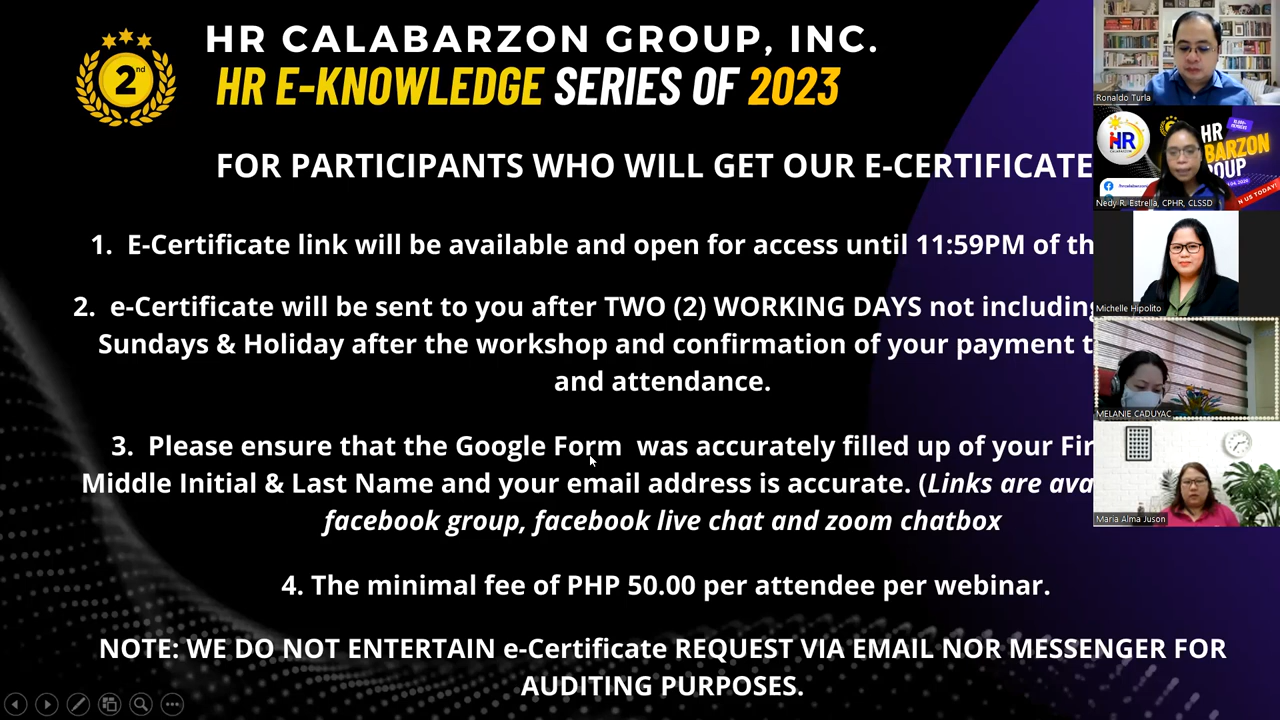 2nd
HR CALABARZON GROUP, INC.
HR E-KNOWLEDGE SERIES OF 2023
FOR PARTICIPANTS WHO WILL GET OUR E-CERTIFICATE
1. E-Certificate link will be available and open for access until 11:59PM of th
2. e-Certificate will be sent to you after TWO (2) WORKING DAYS not including
Sundays & Holiday after the workshop and confirmation of your payment t
and attendance.
3. Please ensure that the Google Form was accurately filled up of your Fir
Middle Initial & Last Name and your email address is accurate. (Links are ava
facebook group, facebook live chat and zoom chatbox
4. The minimal fee of PHP 50.00 per attendee per webinar.
NOTE: WE DO NOT ENTERTAIN e-Certificate REQUEST VIA EMAIL NOR MESSENGER FOR
AUDITING PURPOSES.
Ronaldo Turla
HR
CALABARZON
HR
BARZON
OUP
N US TODAY!
Nedy R. Estrella, CPHR, CLSSD
Michelle Hipolito
MELANIE CADUYAC
Maria Alma Juson